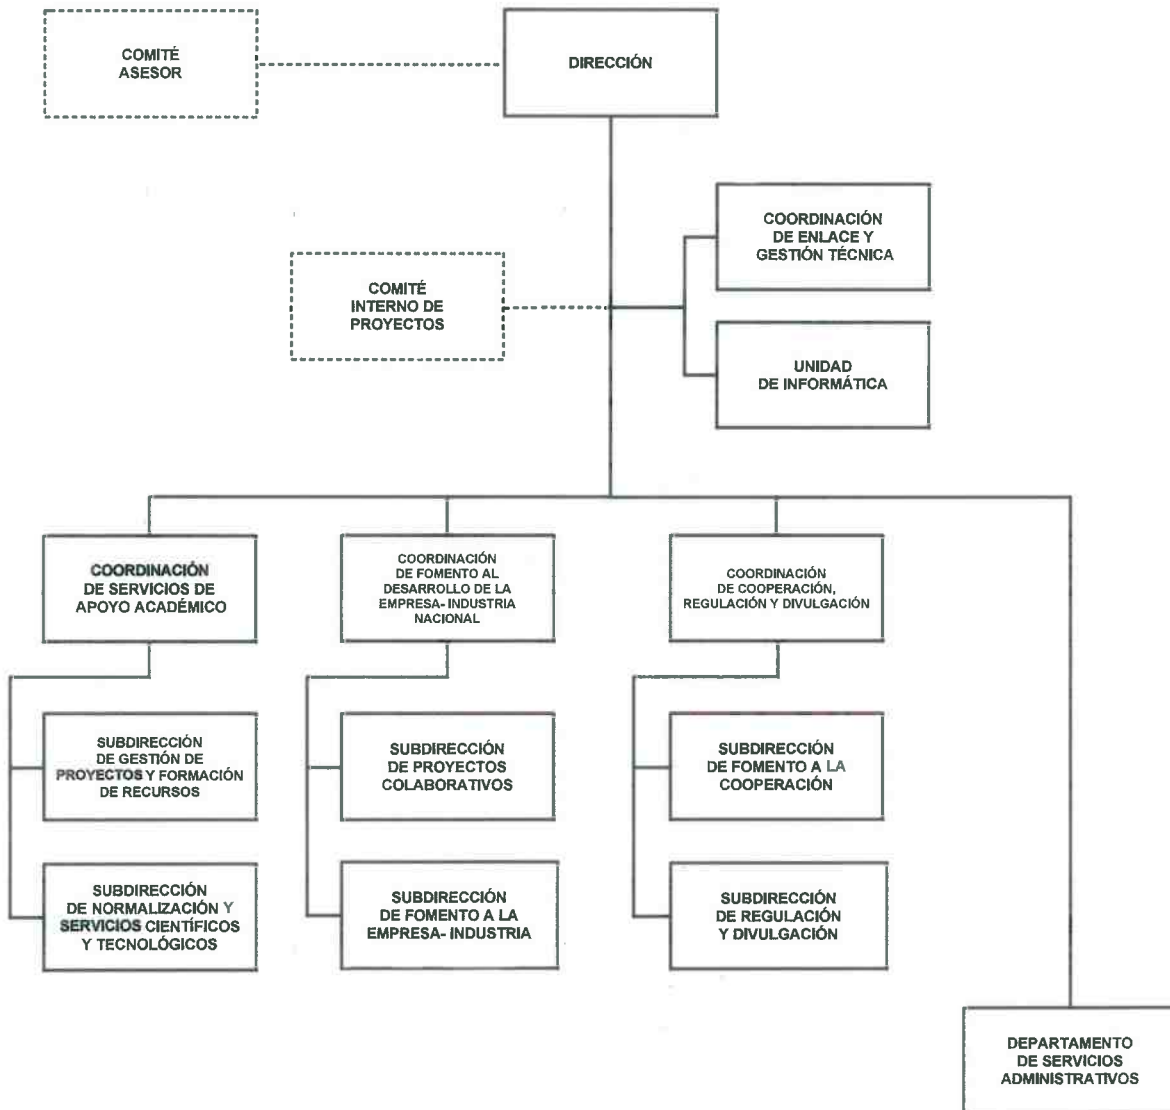 COMITÉ
ASESOR
DIRECCIÓN
COORDINACIÓN
DE ENLACE Y
GESTIÓN TÉCNICA
COMITÉ
INTERNO DE
PROYECTOS
UNIDAD
DE INFORMÁTICA
COORDINACIÓN
DE SERVICIOS DE
APOYO ACADÉMICO
COORDINACIÓN
DE FOMENTO AL
DESARROLLO DE LA
EMPRESA- INDUSTRIA
NACIONAL
COORDINACIÓN
DE COOPERACIÓN,
REGULACIÓN Y DIVULGACIÓN
SUBDIRECCIÓN
DE GESTIÓN DE
PROYECTOS Y FORMACIÓN
DE RECURSOS
SUBDIRECCIÓN
DE PROYECTOS
COLABORATIVOS
SUBDIRECCIÓN
DE FOMENTO A LA
COOPERACIÓN
SUBDIRECCIÓN
DE NORMALIZACIÓN Y
SERVICIOS CIENTÍFICOS
Y TECNOLÓGICOS
SUBDIRECCIÓN
DE FOMENTO A LA
EMPRESA- INDUSTRIA
SUBDIRECCIÓN
DE REGULACIÓN
Y DIVULGACIÓN
DEPARTAMENTO
DE SERVICIOS
ADMINISTRATIVOS